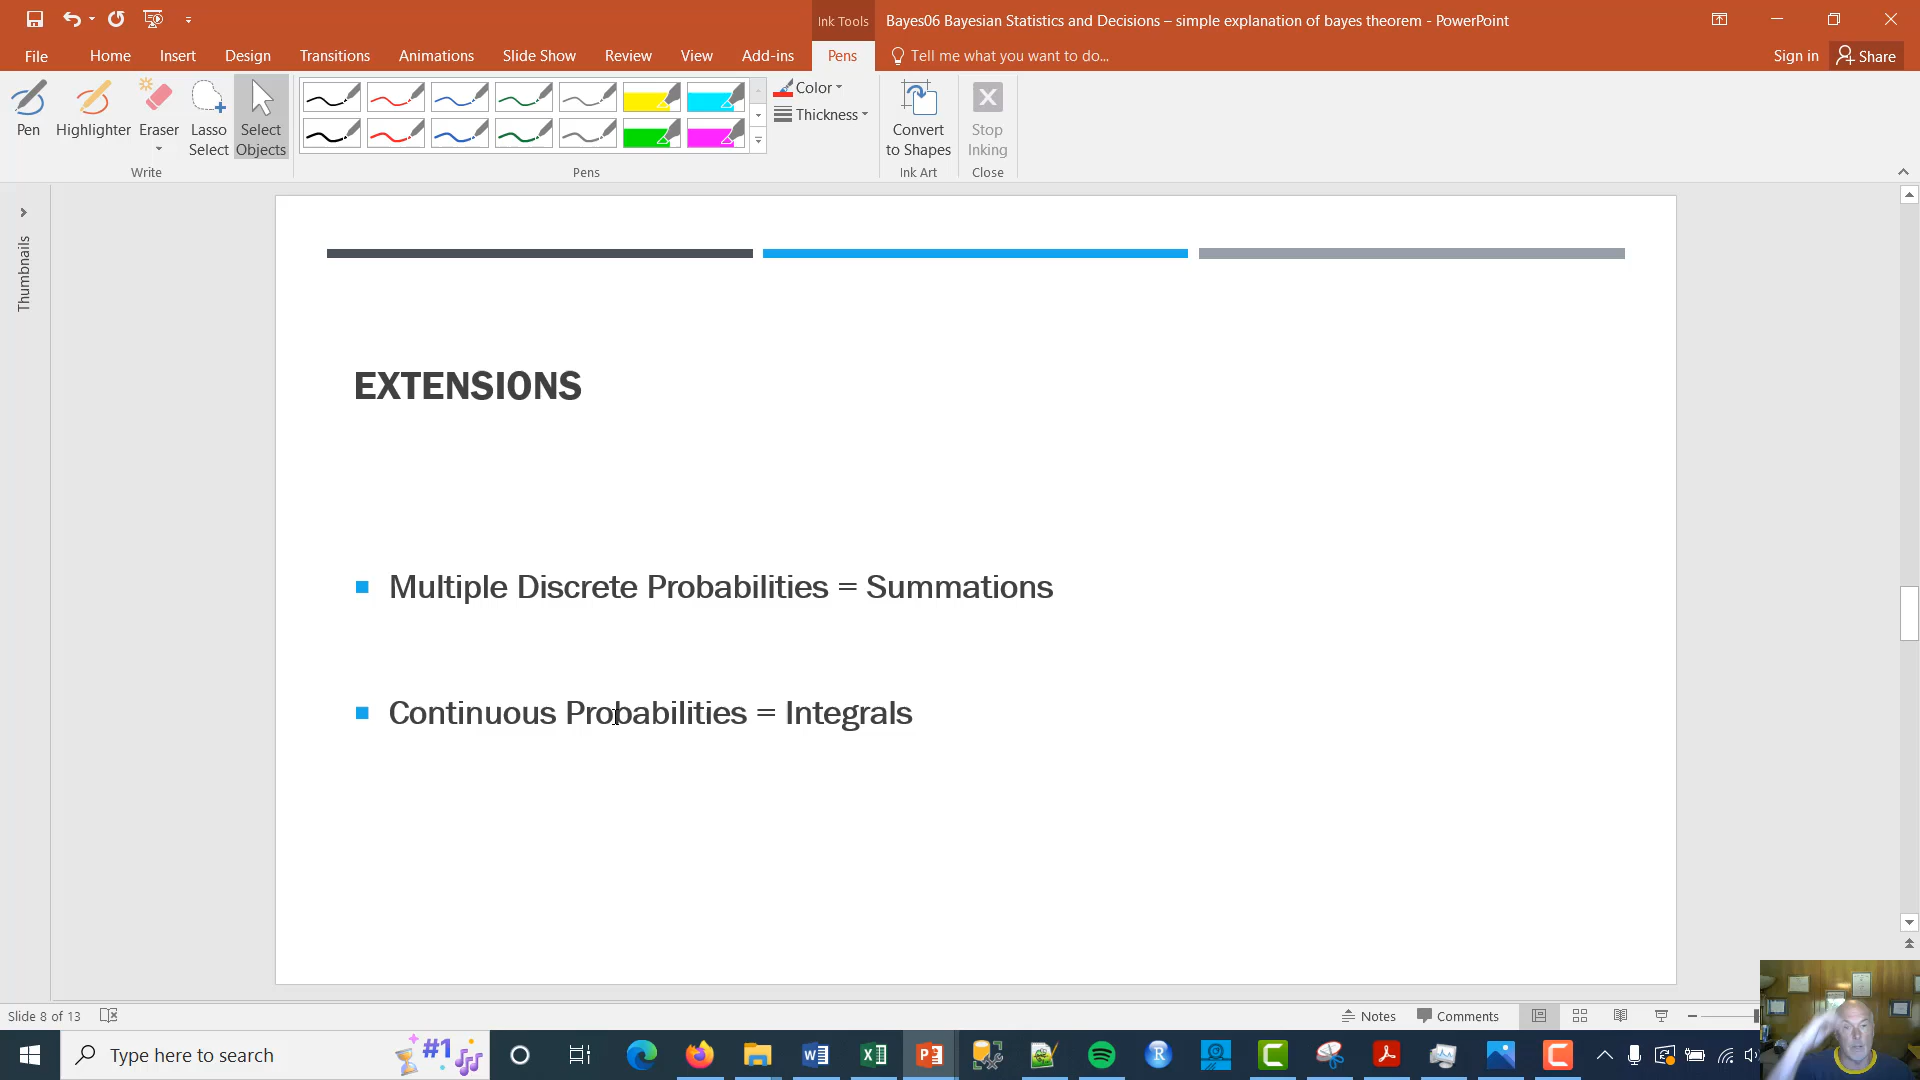 Ink Tools
Bayes06 Bayesian Statistics and Decisions – simple explanation of bayes theorem - PowerPoint
File Home Insert Design Transitions Animations Slide Show Review View Add-ins Pens Tell me what you want to do... Sign in Share
Pen Highlighter Eraser Lasso Select Select Objects
Color
Thickness
Convert to Shapes
Stop Inking
Write Pens Ink Art Close
Thumbnails
EXTENSIONS
Multiple Discrete Probabilities = Summations
Continuous Probabilities = Integrals
Slide 8 of 13 Notes Comments
Type here to search #1